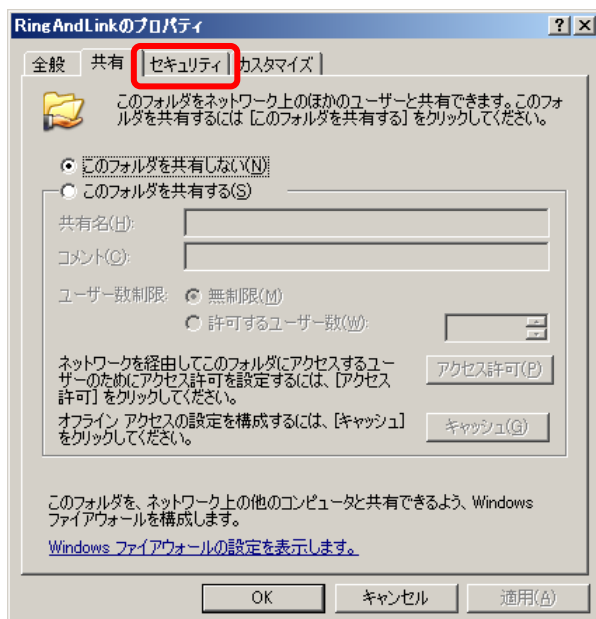 RingAndLinkのプロパティ
全般 共有 セキュリティ カスタマイズ
このフォルダをネットワーク上のほかのユーザーと共有できます。このフォ
ルダを共有するには [このフォルダを共有する] をクリックしてください。
このフォルダを共有しない(N)
このフォルダを共有する(S)
共有名(H):
コメント(C):
ユーザー数制限: 無制限(M)
許可するユーザー数(W):
ネットワークを経由してこのフォルダにアクセスするユー
ザーのためにアクセス許可を設定するには、[アクセス
許可] をクリックしてください。
アクセス許可(P)
オフライン アクセスの設定を構成するには、[キャッシュ]
をクリックしてください。
キャッシュ(G)
このフォルダを、ネットワーク上の他のコンピュータと共有できるよう、Windows
ファイアウォールを構成します。
Windows ファイアウォールの設定を表示します。
OK キャンセル 適用(A)